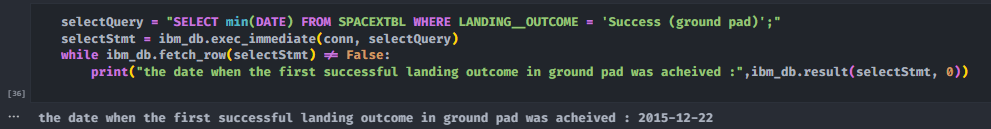 selectQuery = "SELECT min(DATE) FROM SPACEXTBL WHERE LANDING__OUTCOME = 'Success (ground pad)';"
selectStmt = ibm_db.exec_immediate(conn, selectQuery)
while ibm_db.fetch_row(selectStmt) != False:
    print("the date when the first successful landing outcome in ground pad was acheived :",ibm_db.result(selectStmt, 0))
[36]
··· the date when the first successful landing outcome in ground pad was acheived : 2015-12-22